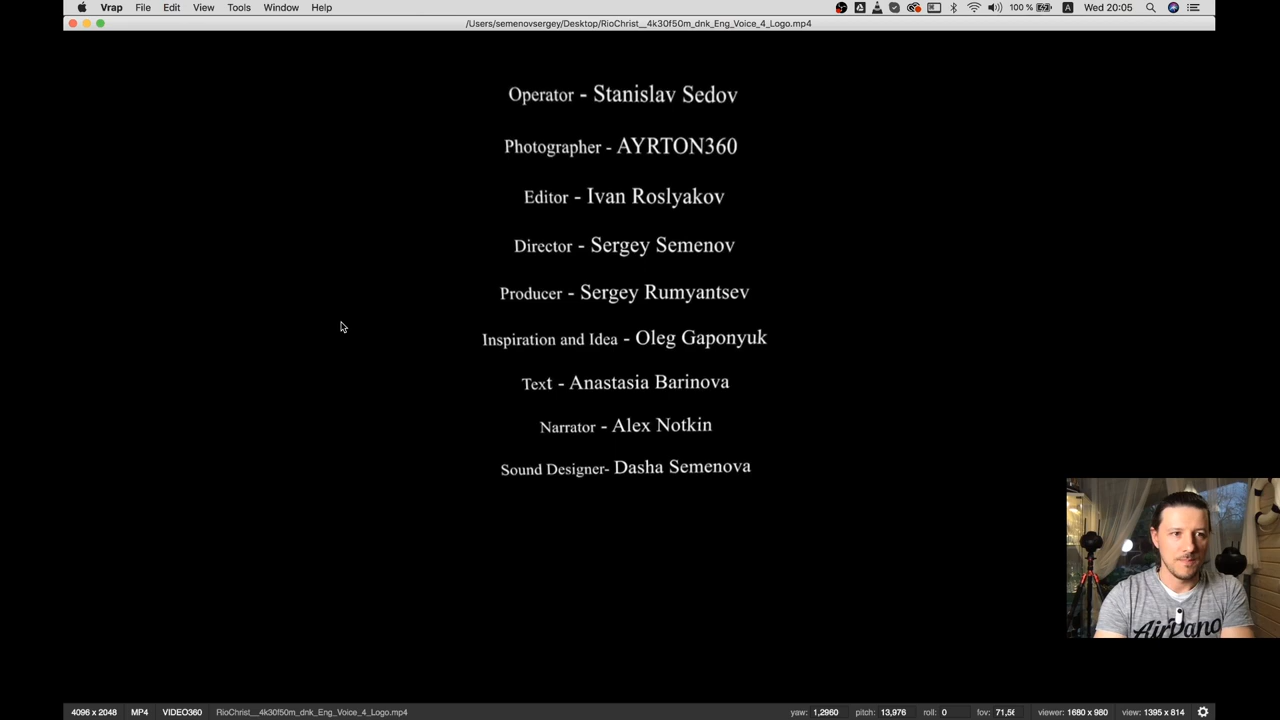 Vrap File Edit View Tools Window Help 100 % Wed 20:05
/Users/semenovsergey/Desktop/RioChrist__4k30f50m_dnk_Eng_Voice_4_Logo.mp4
Operator - Stanislav Sedov
Photographer - AYRTON360
Editor - Ivan Roslyakov
Director - Sergey Semenov
Producer - Sergey Rumyantsev
Inspiration and Idea - Oleg Gaponyuk
Text - Anastasia Barinova
Narrator - Alex Notkin
Sound Designer- Dasha Semenova
AirPano
4096 x 2048 MP4 VIDEO360 RioChrist__4k30f50m_dnk_Eng_Voice_4_Logo.mp4 yaw: 1,2960 pitch: 13,976 roll: 0 fov: 71,5 viewer: 1680 x 980 view: 1395 x 814